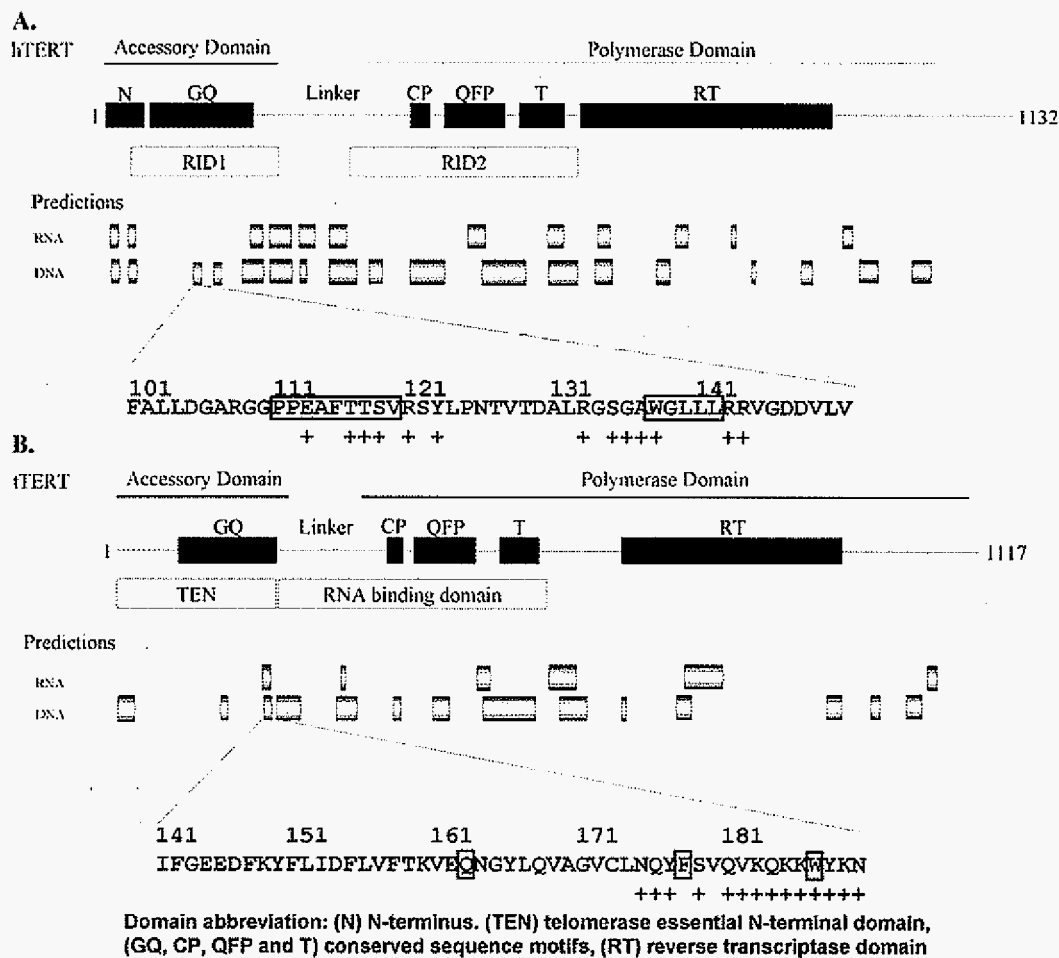 A.
hTERT Accessory Domain Polymerase Domain
N GQ Linker CP QFP T RT
1 1132
RID1 RID2
Predictions
RNA
DNA
101 111 121 131 141
FALLDGARGGPPEAFTTSVRSYLPNTVTDALRGSGAWGLLLRRVGDDVLV
+ +++ + + + ++++ ++
B.
tTERT Accessory Domain Polymerase Domain
GQ Linker CP QFP T RT
1 1117
TEN RNA binding domain
Predictions
RNA
DNA
141 151 161 171 181
IFGEEDFKYFLIDFLVFTKVEQNGYLQVAGVCLNQYFSVQVKQKKWYKN
+++ + ++++++++++
Domain abbreviation: (N) N-terminus. (TEN) telomerase essential N-terminal domain,
(GQ, CP, QFP and T) conserved sequence motifs, (RT) reverse transcriptase domain